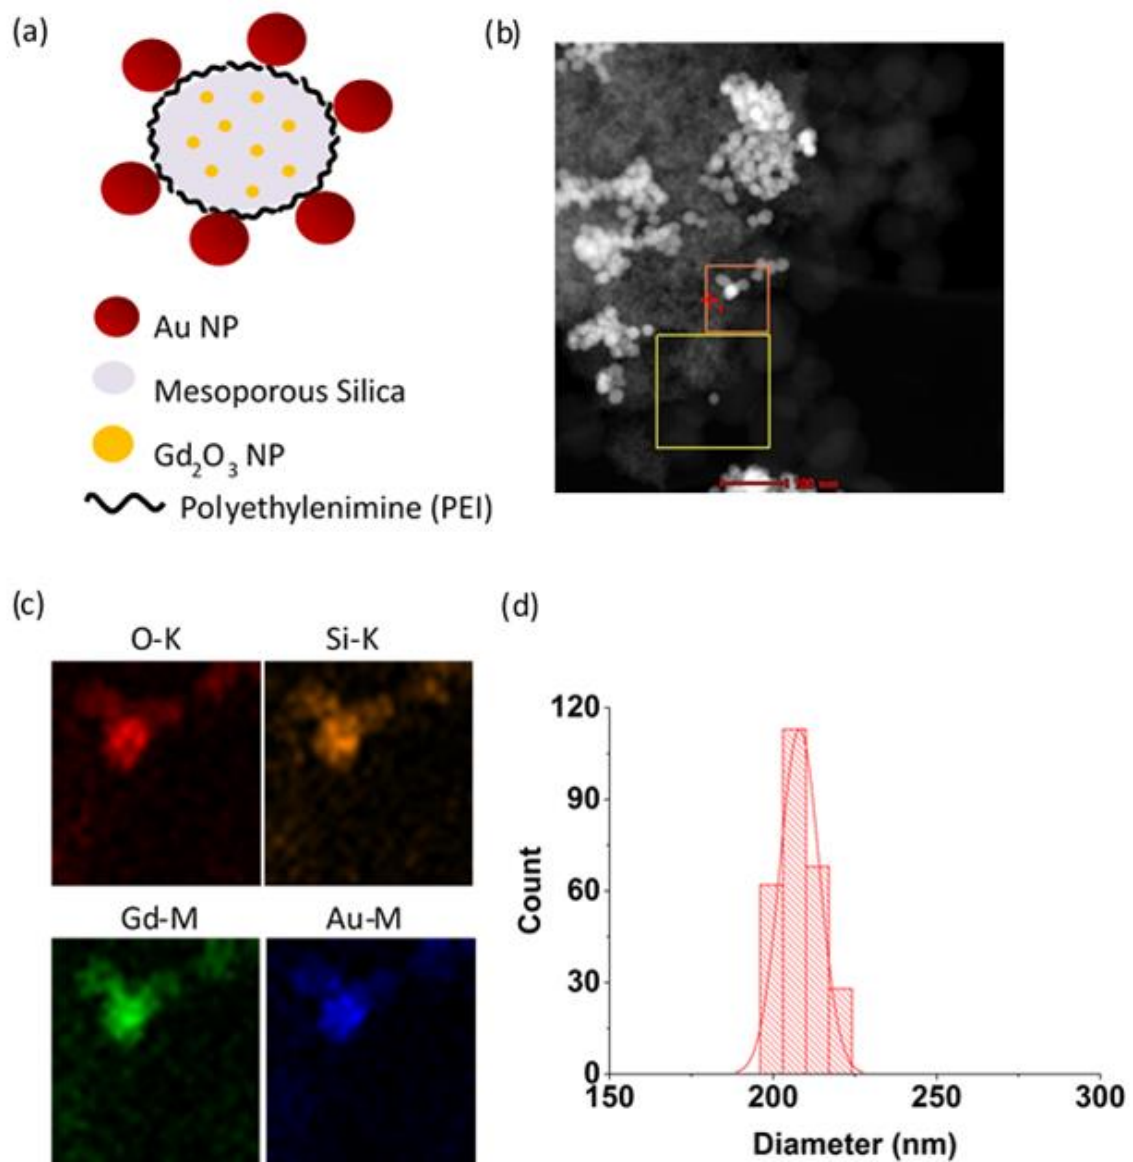 (a)
Au NP
Mesoporous Silica
Gd₂O₃ NP
Polyethylenimine (PEI)
(b)
(c)
O-K
Si-K
Gd-M
Au-M
(d)
120
90
60
30
0
Count
150
200
250
300
Diameter (nm)